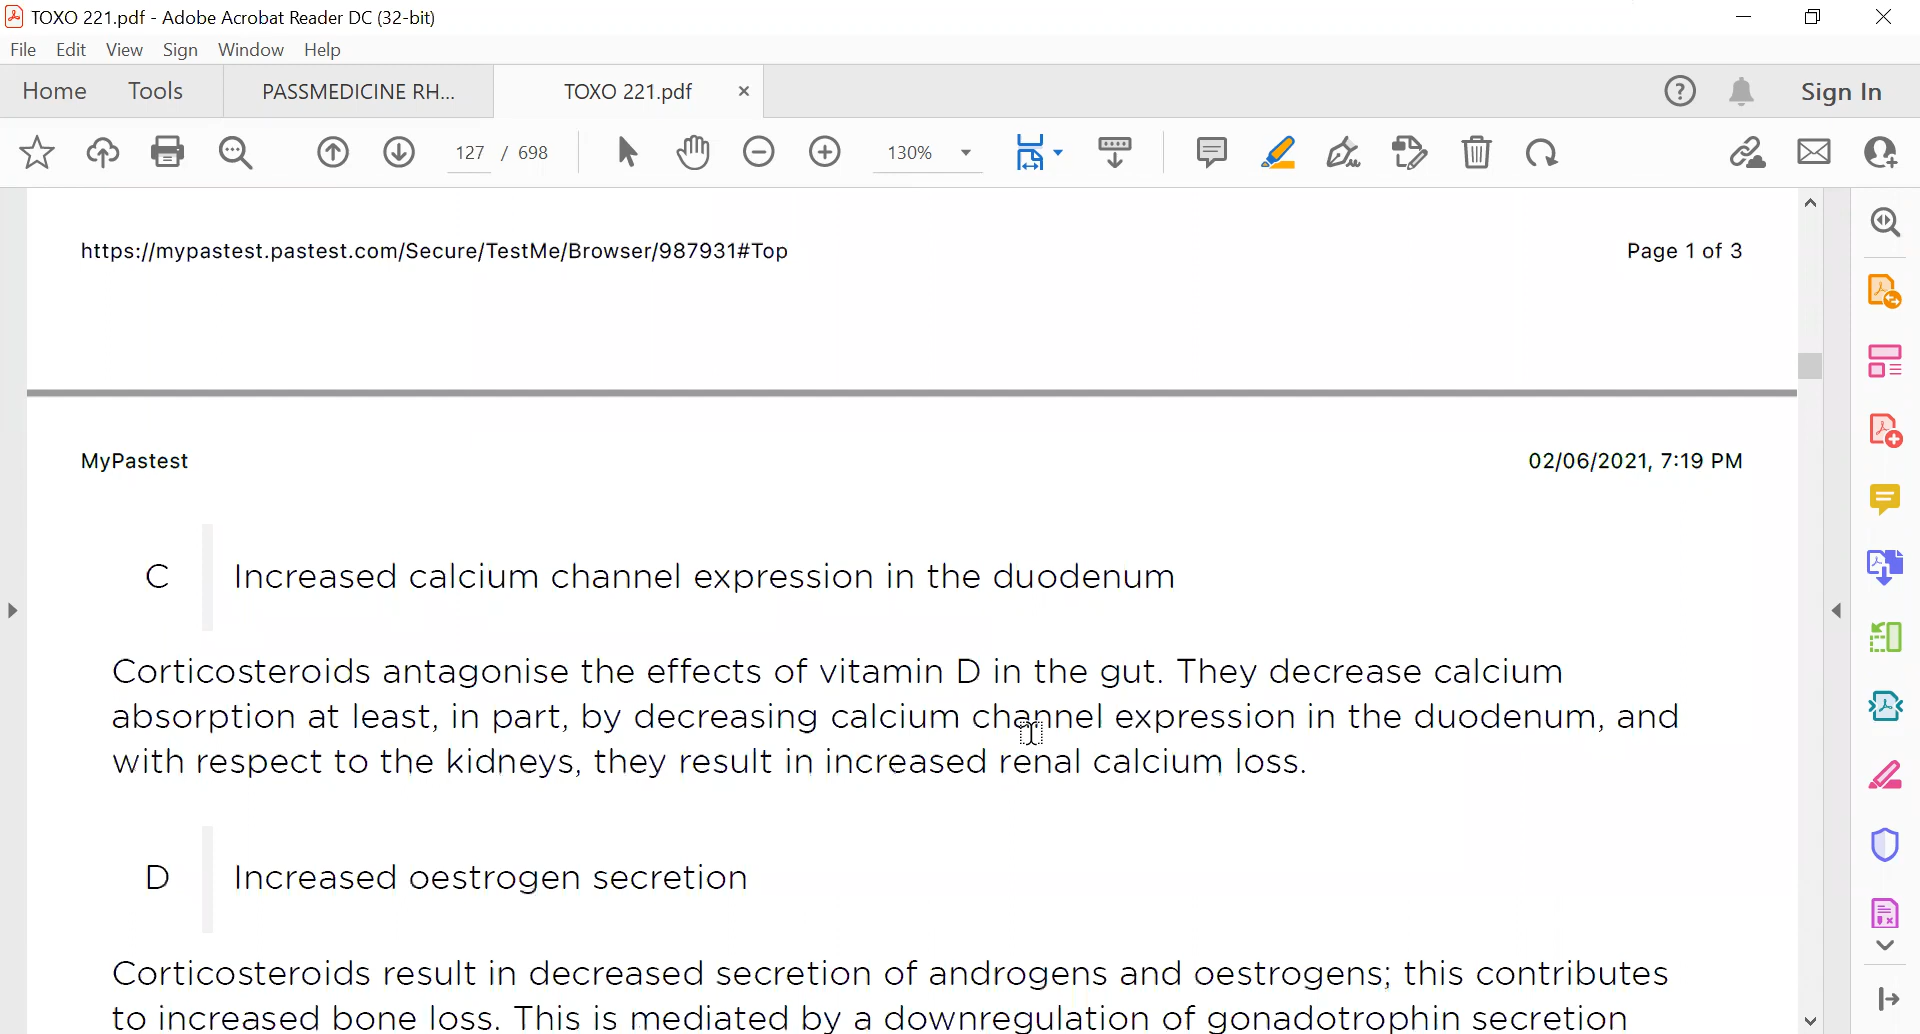 TOXO 221.pdf - Adobe Acrobat Reader DC (32-bit)
File Edit View Sign Window Help
Home Tools PASSMEDICINE RH... TOXO 221.pdf × Sign In
127 / 698 130%
https://mypastest.pastest.com/Secure/TestMe/Browser/987931#Top Page 1 of 3
MyPastest 02/06/2021, 7:19 PM
C Increased calcium channel expression in the duodenum
Corticosteroids antagonise the effects of vitamin D in the gut. They decrease calcium
absorption at least, in part, by decreasing calcium channel expression in the duodenum, and
with respect to the kidneys, they result in increased renal calcium loss.
D Increased oestrogen secretion
Corticosteroids result in decreased secretion of androgens and oestrogens; this contributes
to increased bone loss. This is mediated by a downregulation of gonadotrophin secretion